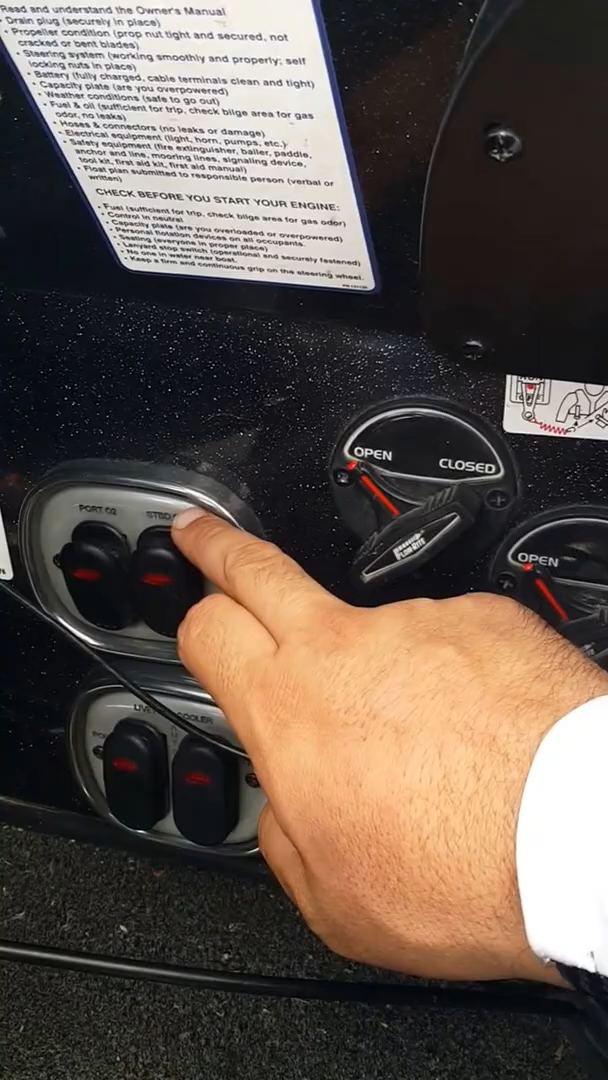 Read and understand the Owner's Manual
• Drain plug (securely in place)
• Propeller condition (prop nut tight and secured, not
cracked or bent blades)
• Steering system (working smoothly and properly; self
locking nuts in place)
• Battery (fully charged, cable terminals clean and tight)
• Capacity plate (are you overpowered)
• Weather conditions (safe to go out)
• Fuel & oil (sufficient for trip, check bilge area for gas
odor, no leaks)
• Hoses & connectors (no leaks or damage)
• Electrical equipment (light, horn, pumps, etc.)
• Safety equipment (fire extinguisher, bailer, paddle,
anchor and line, mooring lines, signaling device,
tool kit, first aid kit, first aid manual)
• Float plan submitted to responsible person (verbal or
written)
CHECK BEFORE YOU START YOUR ENGINE:
• Fuel (sufficient for trip, check bilge area for gas odor)
• Control in neutral
• Capacity plate (are you overloaded or overpowered)
• Personal flotation devices on all occupants.
• Seating (everyone in proper place)
• Lanyard stop switch (operational and securely fastened)
• No one in water near boat.
• Keep a firm and continuous grip on the steering wheel.
OPEN CLOSED
FLOW-RITE
OPEN
PORT O2 STBD
COOLER